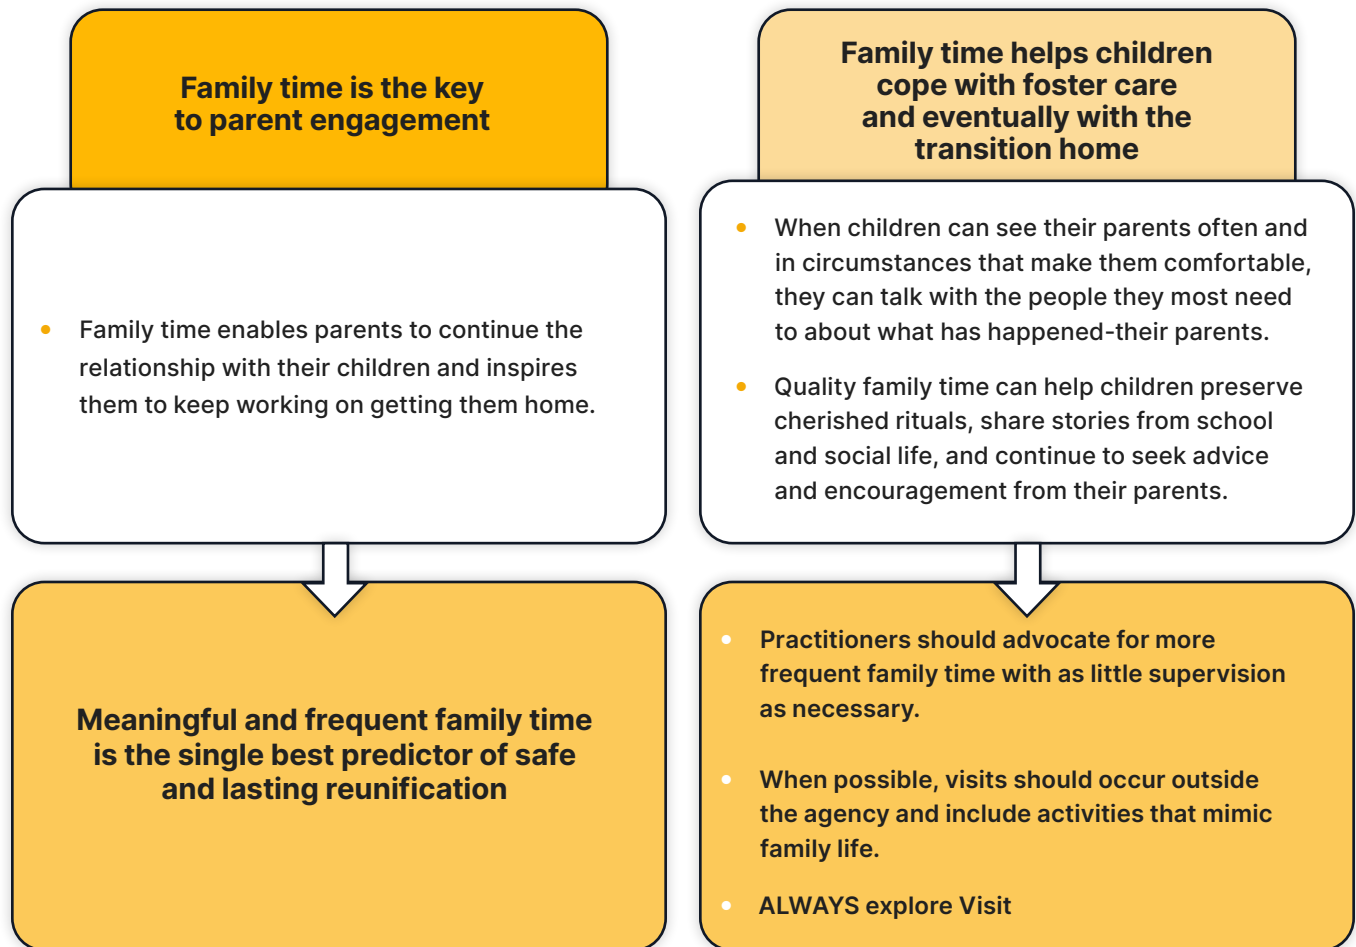 Family time is the key
to parent engagement
Family time enables parents to continue the
relationship with their children and inspires
them to keep working on getting them home.
Meaningful and frequent family time
is the single best predictor of safe
and lasting reunification
Family time helps children
cope with foster care
and eventually with the
transition home
When children can see their parents often and
in circumstances that make them comfortable,
they can talk with the people they most need
to about what has happened-their parents.
Quality family time can help children preserve
cherished rituals, share stories from school
and social life, and continue to seek advice
and encouragement from their parents.
Practitioners should advocate for more
frequent family time with as little supervision
as necessary.
When possible, visits should occur outside
the agency and include activities that mimic
family life.
ALWAYS explore Visit